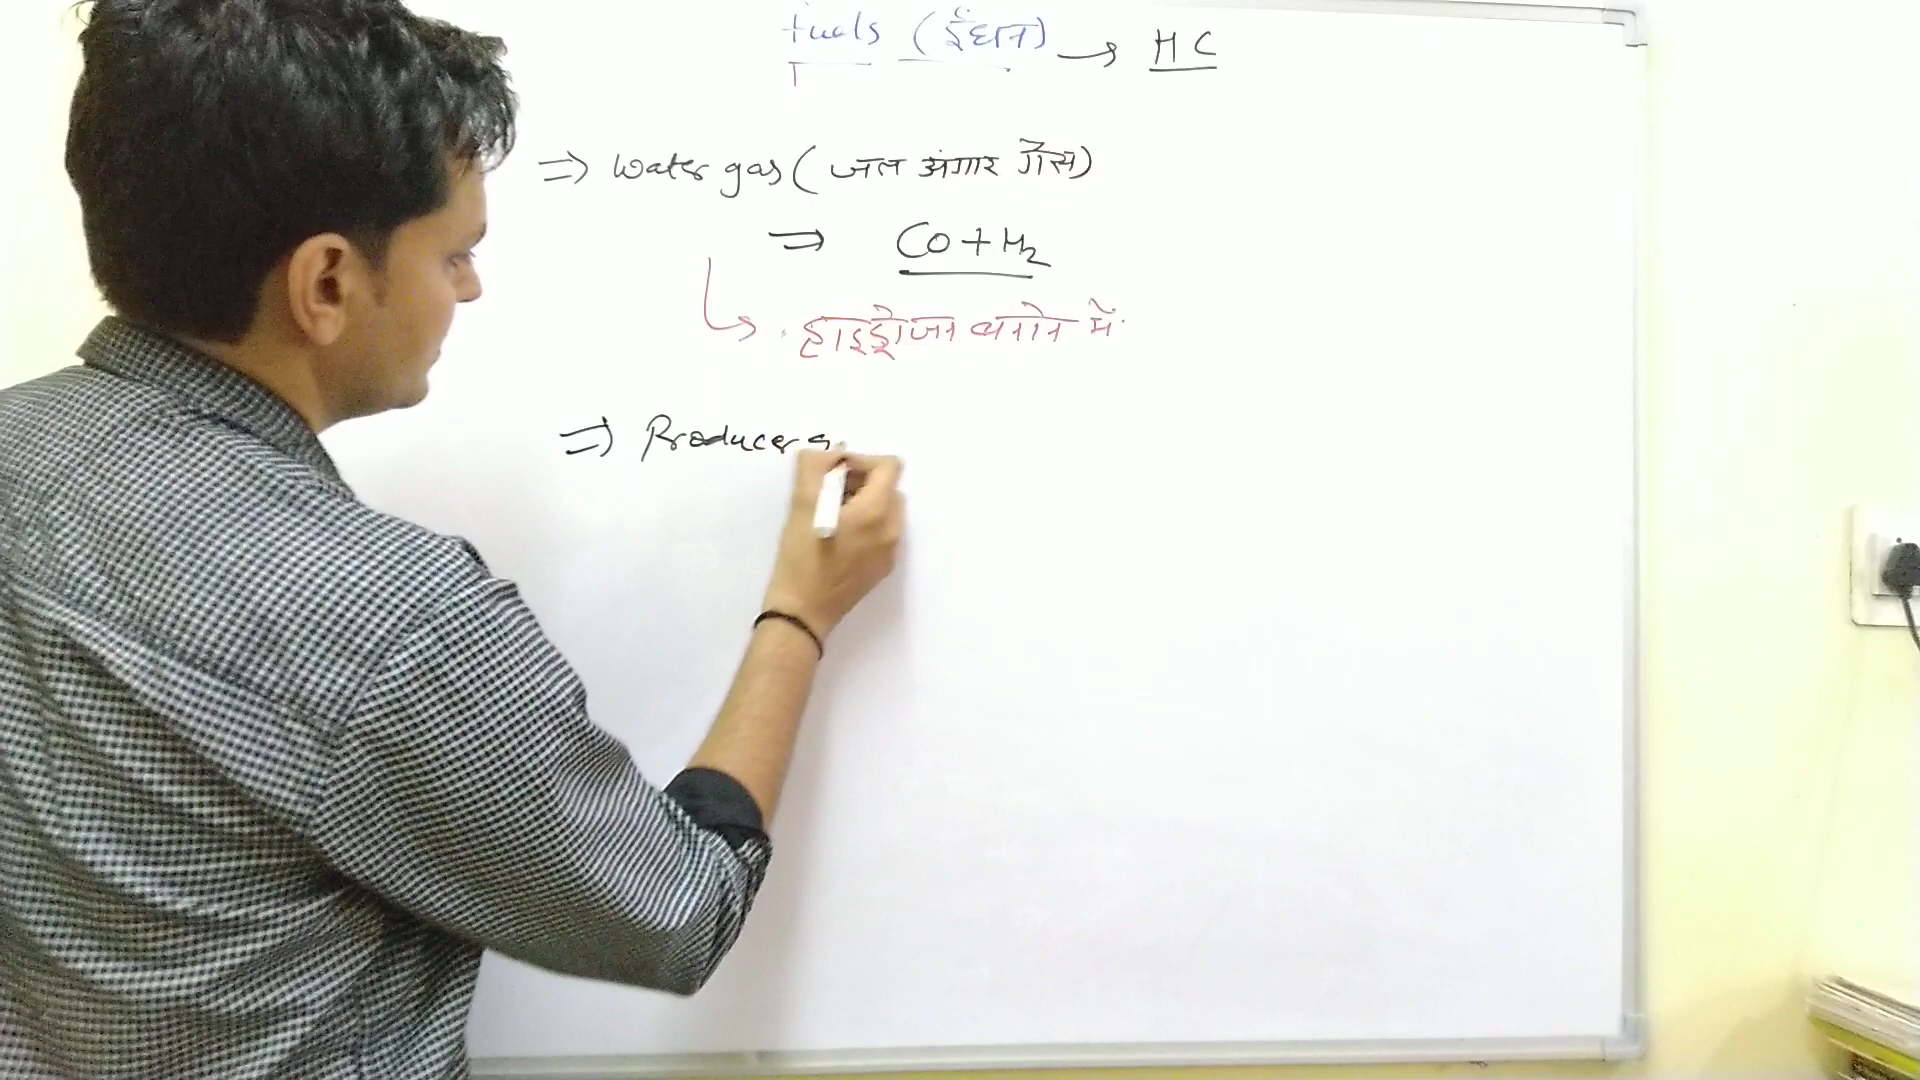 fuels (ईंधन) → HC
⇒ Water gas (जल अंगार गैस)
⇒ CO + H2
हाइड्रोजन बनाने में
⇒ Producer g